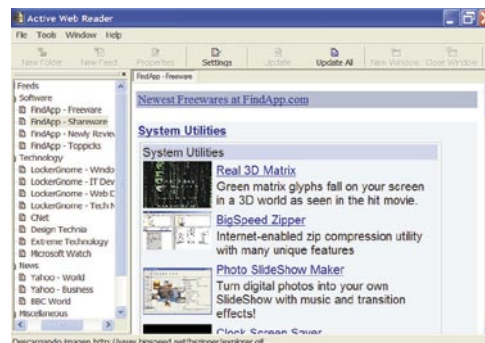 Active Web Reader
File Tools Window Help
New Folder New Feed Properties Settings Update Update All New Window Close Window
FindApp - Freeware
Feeds
Software
FindApp - Freeware
FindApp - Shareware
FindApp - Newly Review
FindApp - Toppicks
Technology
LockerGnome - Windo
LockerGnome - IT Dev
LockerGnome - Web D
LockerGnome - Tech N
CNet
Design Technia
Extreme Technology
Microsoft Watch
News
Yahoo - World
Yahoo - Business
BBC World
Miscellaneous
Newest Freewares at FindApp.com
System Utilities
System Utilities
Real 3D Matrix
Green matrix glyphs fall on your screen
in a 3D world as seen in the hit movie.
BigSpeed Zipper
Internet-enabled zip compression utility
with many unique features
Photo SlideShow Maker
Turn digital photos into your own
SlideShow with music and transition
effects!
Clock Screen Saver
Descargando imagen http://www.bigspeed.net/bszipper/explorer.gif